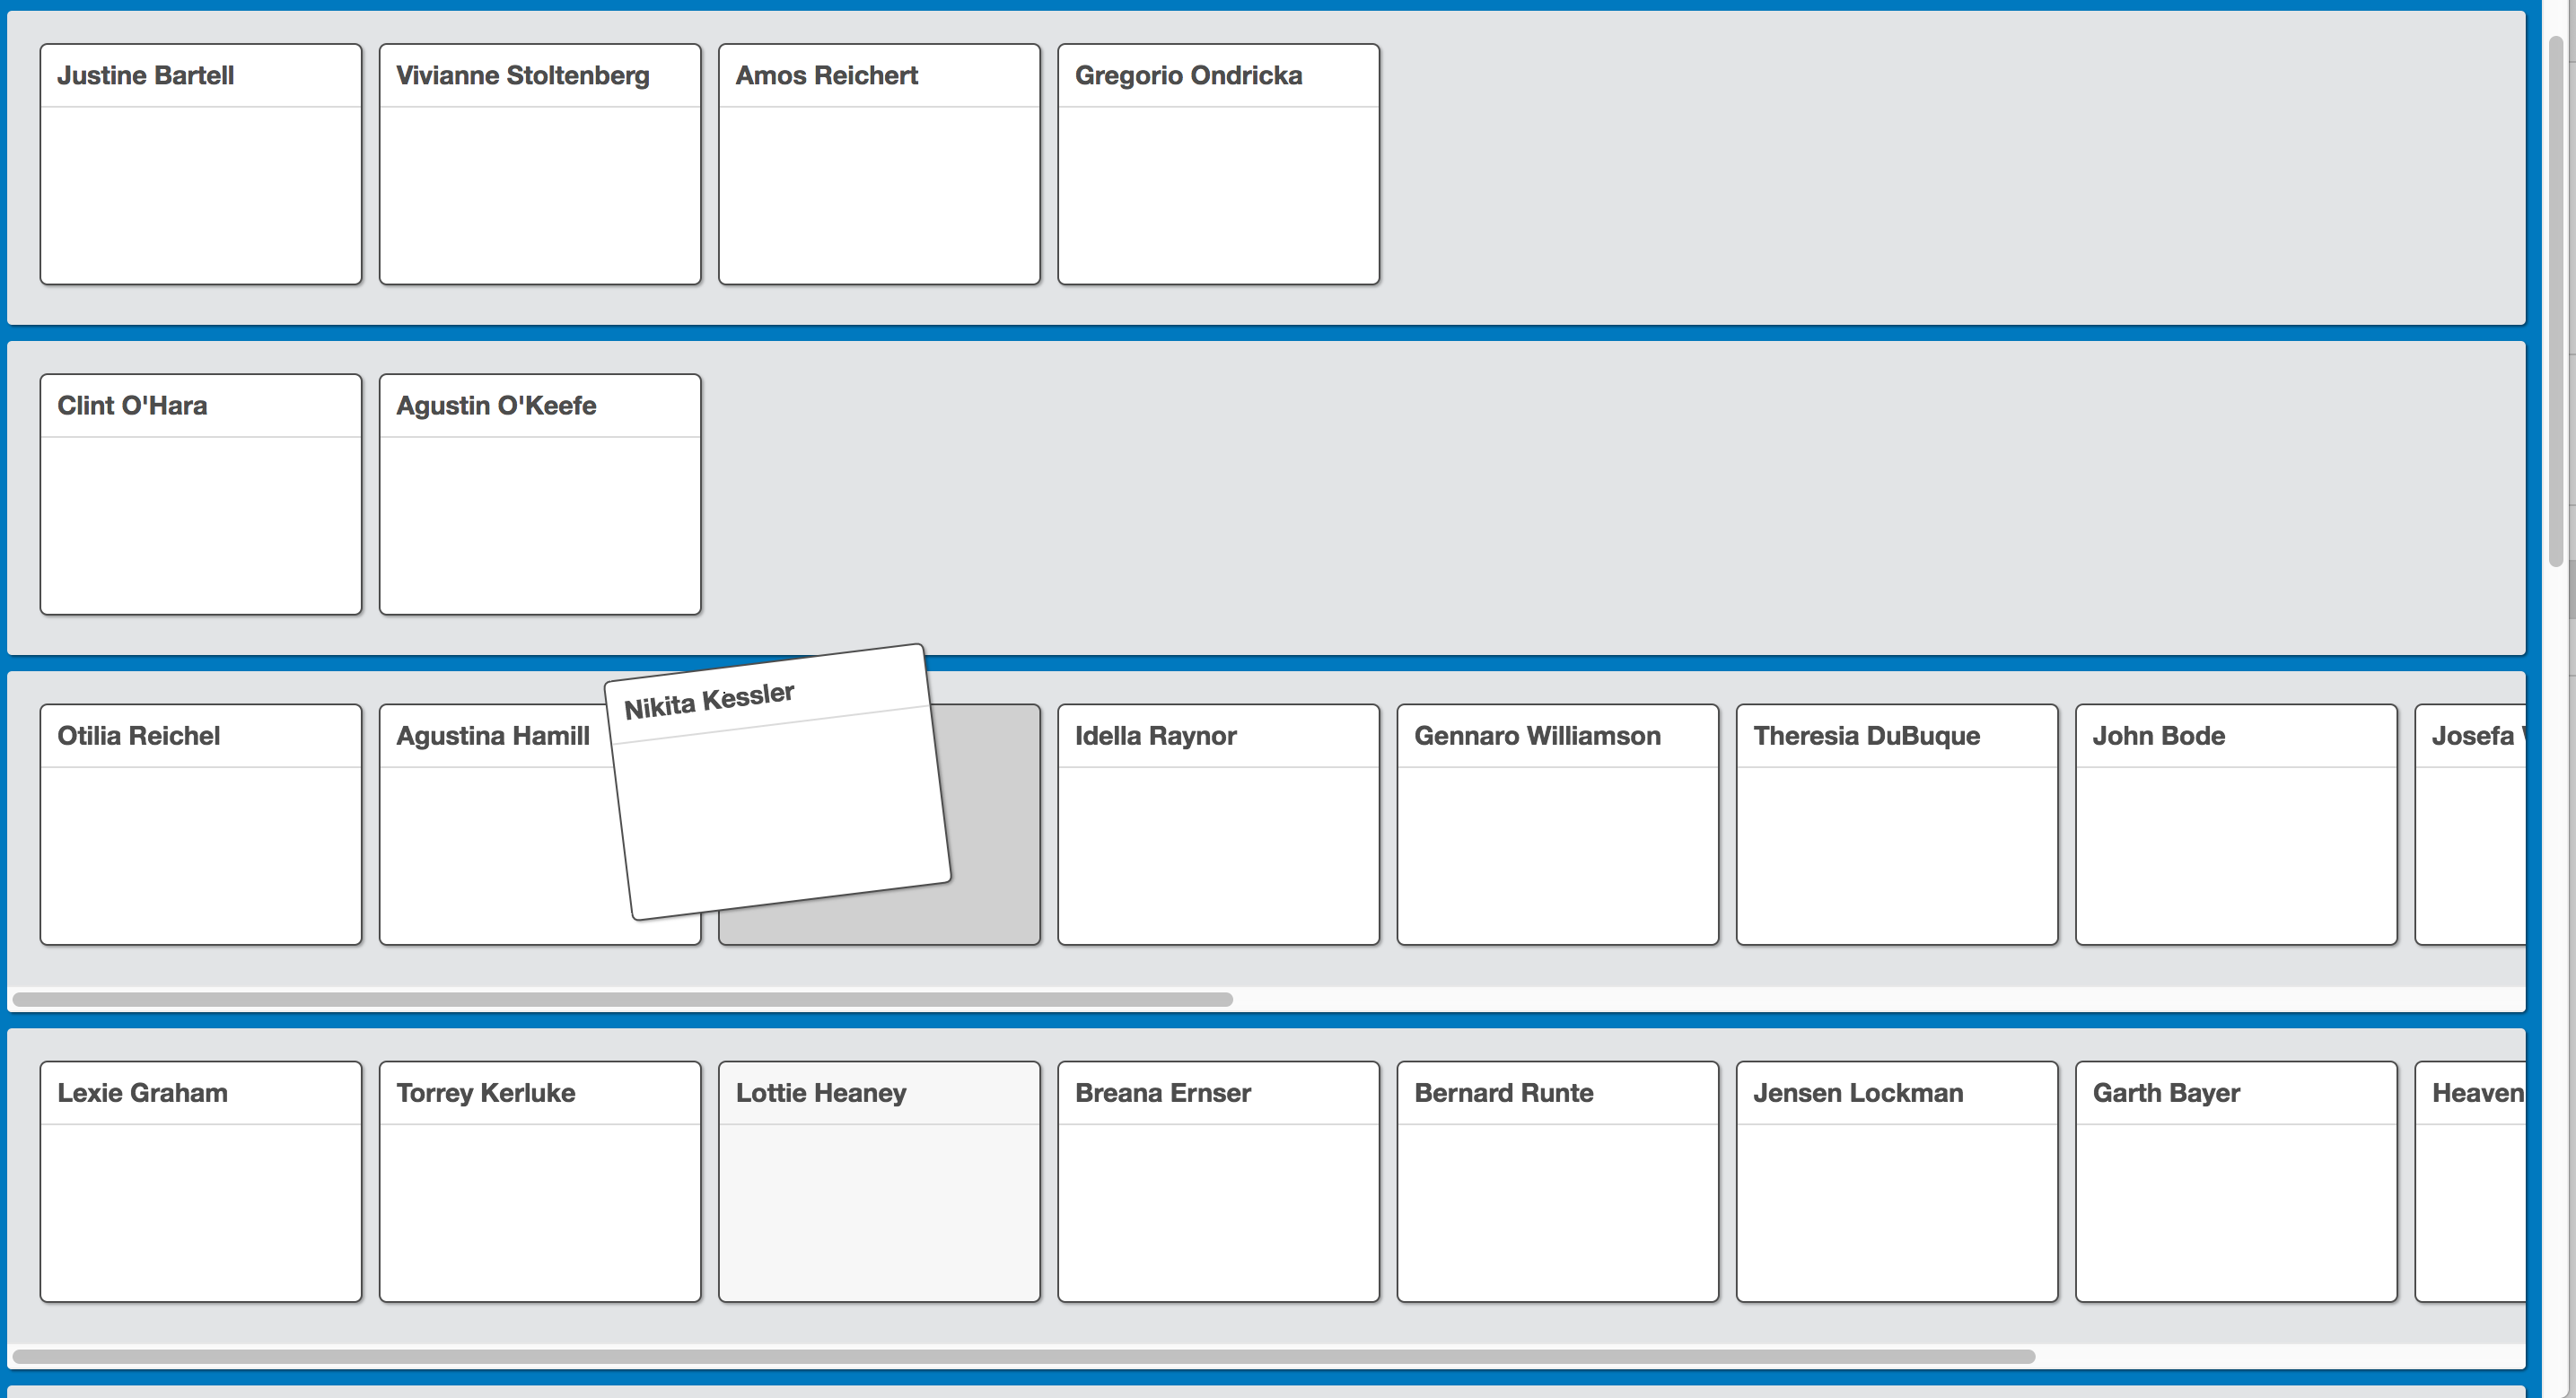 Justine Bartell
Vivianne Stoltenberg
Amos Reichert
Gregorio Ondricka
Clint O'Hara
Agustin O'Keefe
Nikita Kessler
Otilia Reichel
Agustina Hamill
Idella Raynor
Gennaro Williamson
Theresia DuBuque
John Bode
Josefa
Lexie Graham
Torrey Kerluke
Lottie Heaney
Breana Ernser
Bernard Runte
Jensen Lockman
Garth Bayer
Heaven